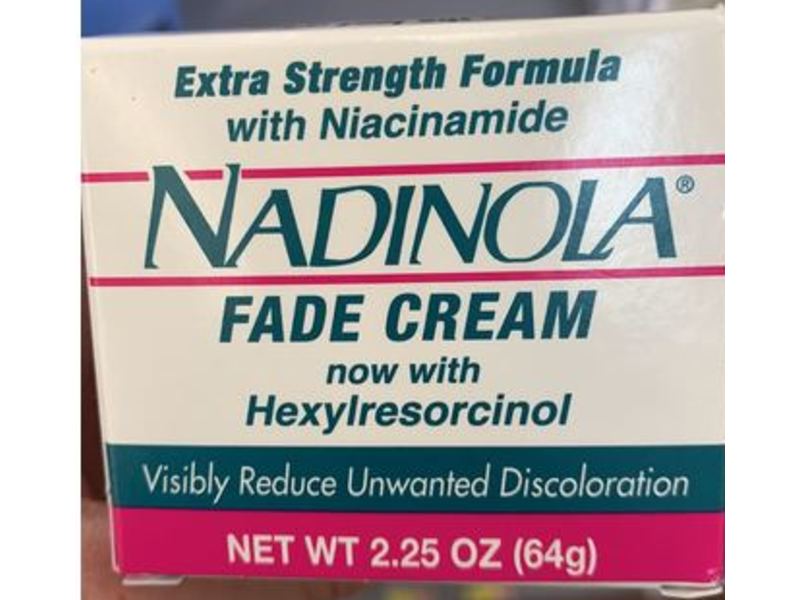 Extra Strength Formula
with Niacinamide
NADINOLA®
FADE CREAM
now with
Hexylresorcinol
Visibly Reduce Unwanted Discoloration
NET WT 2.25 OZ (64g)